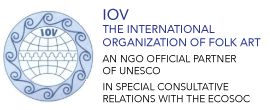 IOV
IOV
THE INTERNATIONAL
ORGANIZATION OF FOLK ART
AN NGO OFFICIAL PARTNER
OF UNESCO
IN SPECIAL CONSULTATIVE
RELATIONS WITH THE ECOSOC